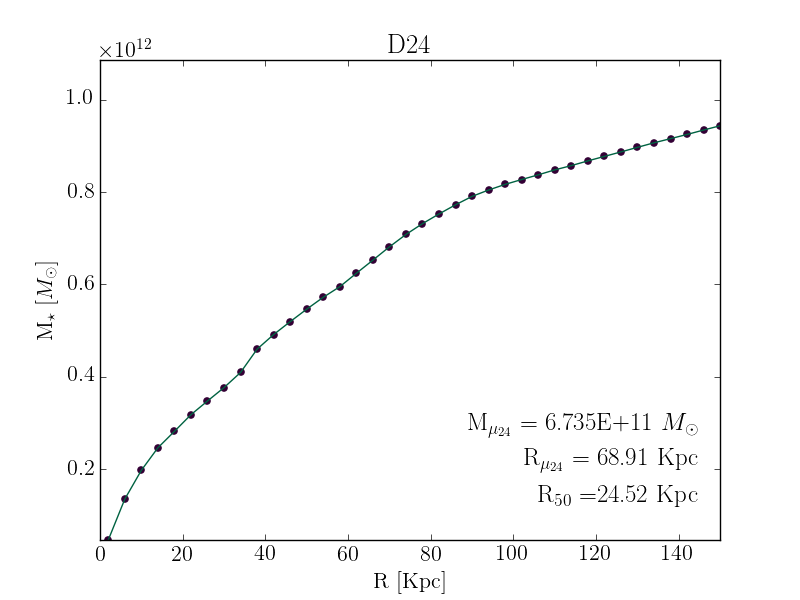 D24
×10¹²
1.0
0.8
0.6
0.4
0.2
M⋆ [M⊙]
M_μ₂₄ = 6.735E+11 M⊙
R_μ₂₄ = 68.91 Kpc
R₅₀ =24.52 Kpc
0 20 40 60 80 100 120 140
R [Kpc]